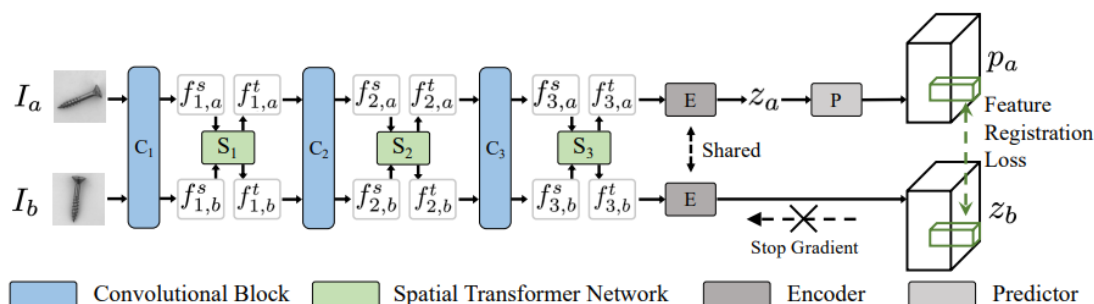 I_a C_1 f^s_{1,a} f^t_{1,a} S_1 C_2 f^s_{2,a} f^t_{2,a} S_2 C_3 f^s_{3,a} f^t_{3,a} S_3 E z_a P p_a
Feature
Registration
Loss
Shared
I_b f^s_{1,b} f^t_{1,b} f^s_{2,b} f^t_{2,b} f^s_{3,b} f^t_{3,b} E z_b
Stop Gradient
Convolutional Block Spatial Transformer Network Encoder Predictor